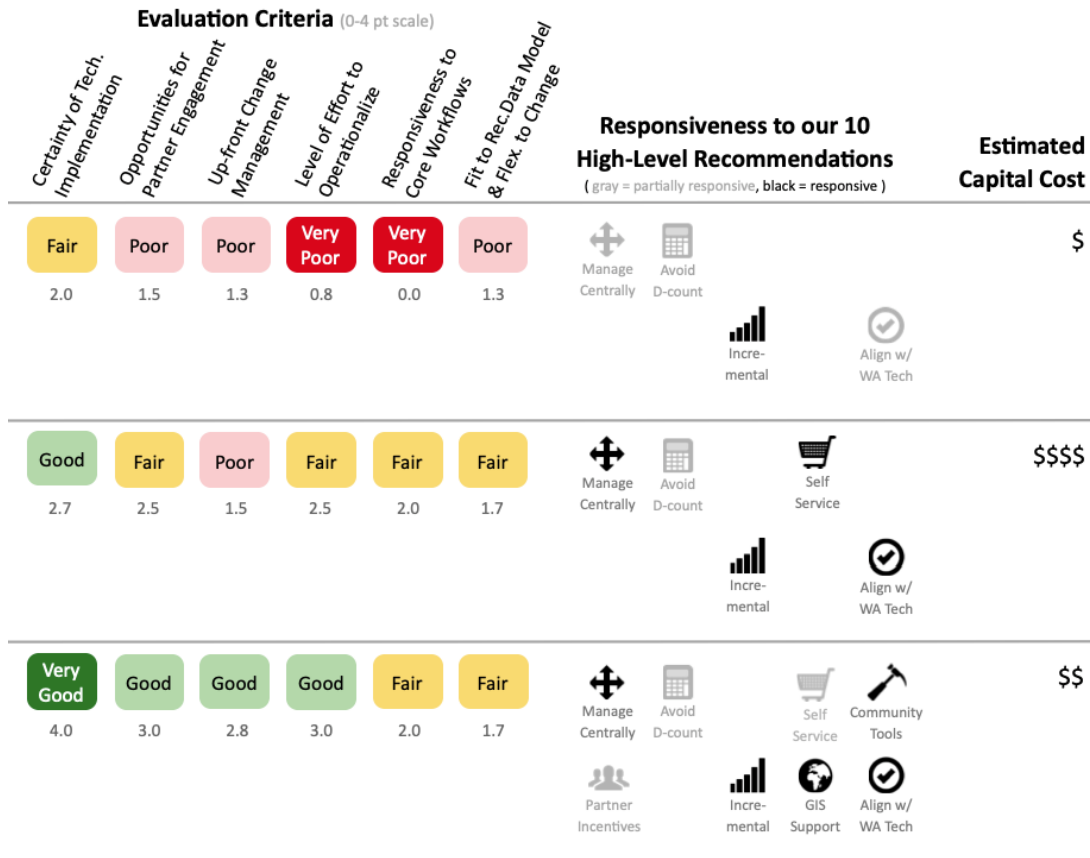 Evaluation Criteria (0-4 pt scale)
Certainty of Tech.
Implementation
Opportunities for
Partner Engagement
Up-front Change
Management
Level of Effort to
Operationalize
Responsiveness to
Core Workflows
Fit to Rec.Data Model
& Flex. to Change
Responsiveness to our 10
High-Level Recommendations
( gray = partially responsive, black = responsive )
Estimated
Capital Cost
Fair Poor Poor Very Poor Very Poor Poor
2.0 1.5 1.3 0.8 0.0 1.3
Manage Avoid
Centrally D-count
$
Incre- Align w/
mental WA Tech
Good Fair Poor Fair Fair Fair
2.7 2.5 1.5 2.5 2.0 1.7
Manage Avoid Self
Centrally D-count Service
$$$$
Incre- Align w/
mental WA Tech
Very Good Good Good Good Fair Fair
4.0 3.0 2.8 3.0 2.0 1.7
Manage Avoid Self Community
Centrally D-count Service Tools
$$
Partner Incre- GIS Align w/
Incentives mental Support WA Tech